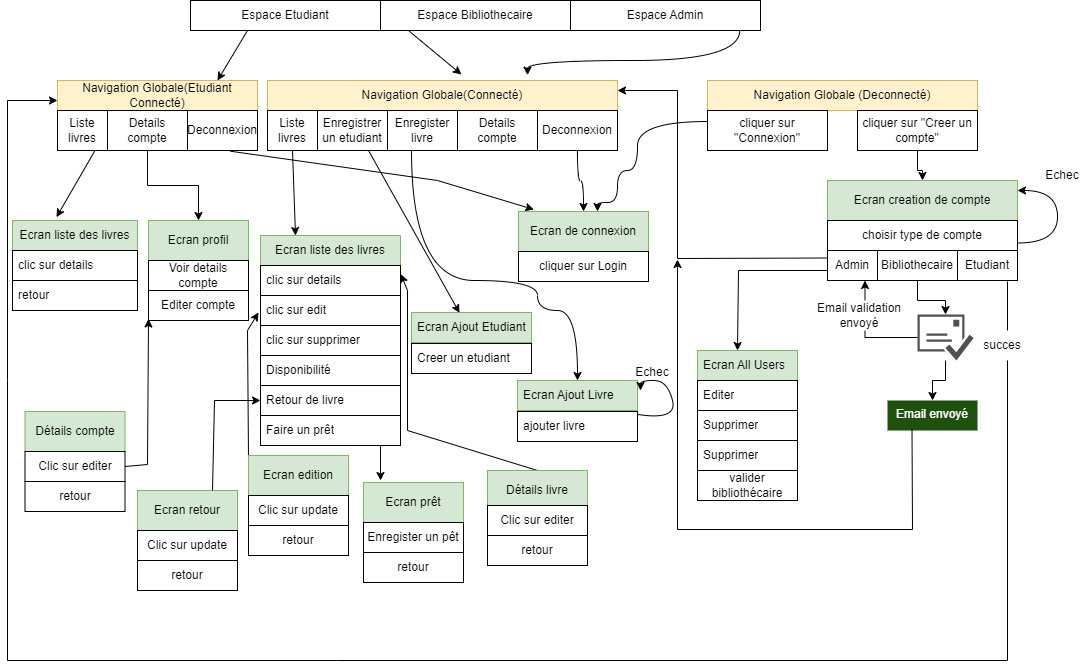 Espace Etudiant
Espace Bibliothecaire
Espace Admin
Navigation Globale(Etudiant
Connecté)
Liste
livres
Details
compte
Deconnexion
Navigation Globale(Connecté)
Liste
livres
Enregistrer
un etudiant
Enregister
livre
Details
compte
Deconnexion
Navigation Globale (Deconnecté)
cliquer sur
"Connexion"
cliquer sur "Creer un
compte"
Echec
Ecran creation de compte
choisir type de compte
Admin
Bibliothecaire
Etudiant
Ecran liste des livres
clic sur details
retour
Ecran profil
Voir details
compte
Editer compte
Ecran liste des livres
clic sur details
clic sur edit
clic sur supprimer
Disponibilité
Retour de livre
Faire un prêt
Ecran de connexion
cliquer sur Login
Ecran Ajout Etudiant
Creer un etudiant
Echec
Ecran Ajout Livre
ajouter livre
Email validation
envoyé
succes
Ecran All Users
Editer
Supprimer
Supprimer
valider
bibliothécaire
Email envoyé
Détails compte
Clic sur editer
retour
Ecran retour
Clic sur update
retour
Ecran edition
Clic sur update
retour
Ecran prêt
Enregister un pêt
retour
Détails livre
Clic sur editer
retour